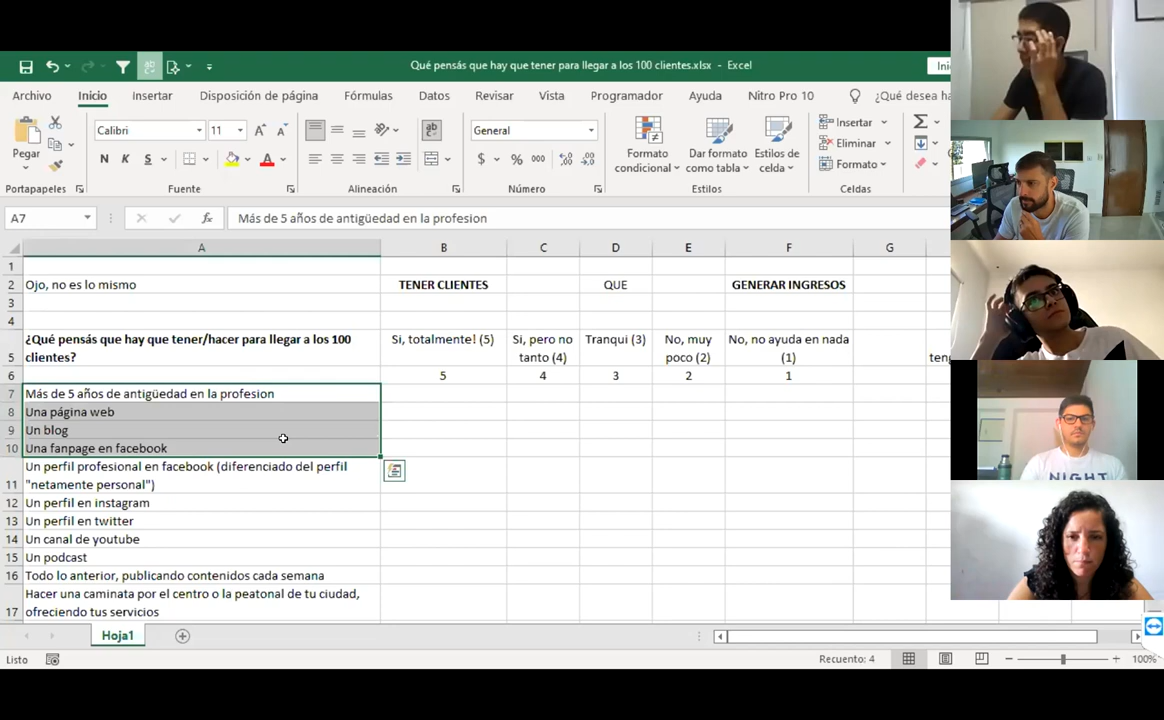 Qué pensás que hay que tener para llegar a los 100 clientes.xlsx - Excel
Ini
Archivo Inicio Insertar Disposición de página Fórmulas Datos Revisar Vista Programador Ayuda Nitro Pro 10 ¿Qué desea ha
Calibri 11 General
Pegar
N K S
$ % 000
Formato condicional
Dar formato como tabla
Estilos de celda
Insertar
Eliminar
Formato
Portapapeles Fuente Alineación Número Estilos Celdas
A7 fx Más de 5 años de antigüedad en la profesion
A B C D E F G
1
2 Ojo, no es lo mismo TENER CLIENTES QUE GENERAR INGRESOS
3
4
¿Qué pensás que hay que tener/hacer para llegar a los 100 Si, totalmente! (5) Si, pero no Tranqui (3) No, muy No, no ayuda en nada
5 clientes? tanto (4) poco (2) (1) teng
6 5 4 3 2 1
7 Más de 5 años de antigüedad en la profesion
8 Una página web
9 Un blog
10 Una fanpage en facebook
Un perfil profesional en facebook (diferenciado del perfil
11 "netamente personal")
12 Un perfil en instagram
13 Un perfil en twitter
14 Un canal de youtube
15 Un podcast
16 Todo lo anterior, publicando contenidos cada semana
Hacer una caminata por el centro o la peatonal de tu ciudad,
17 ofreciendo tus servicios
Hoja1
Listo Recuento: 4 100%
NIGHT